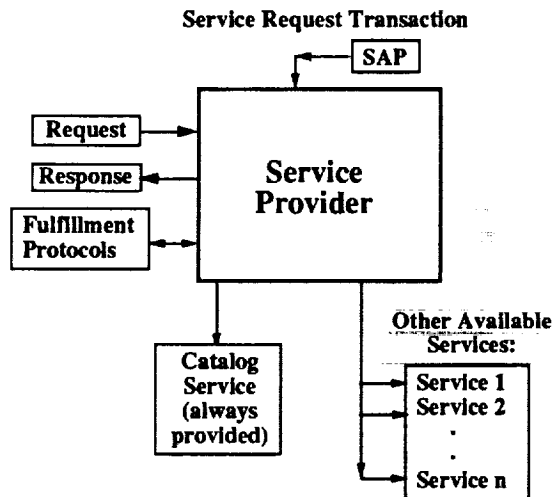 Service Request Transaction
SAP
Request
Response
Fulfillment
Protocols
Service
Provider
Catalog
Service
(always
provided)
Other Available
Services:
Service 1
Service 2
.
.
Service n